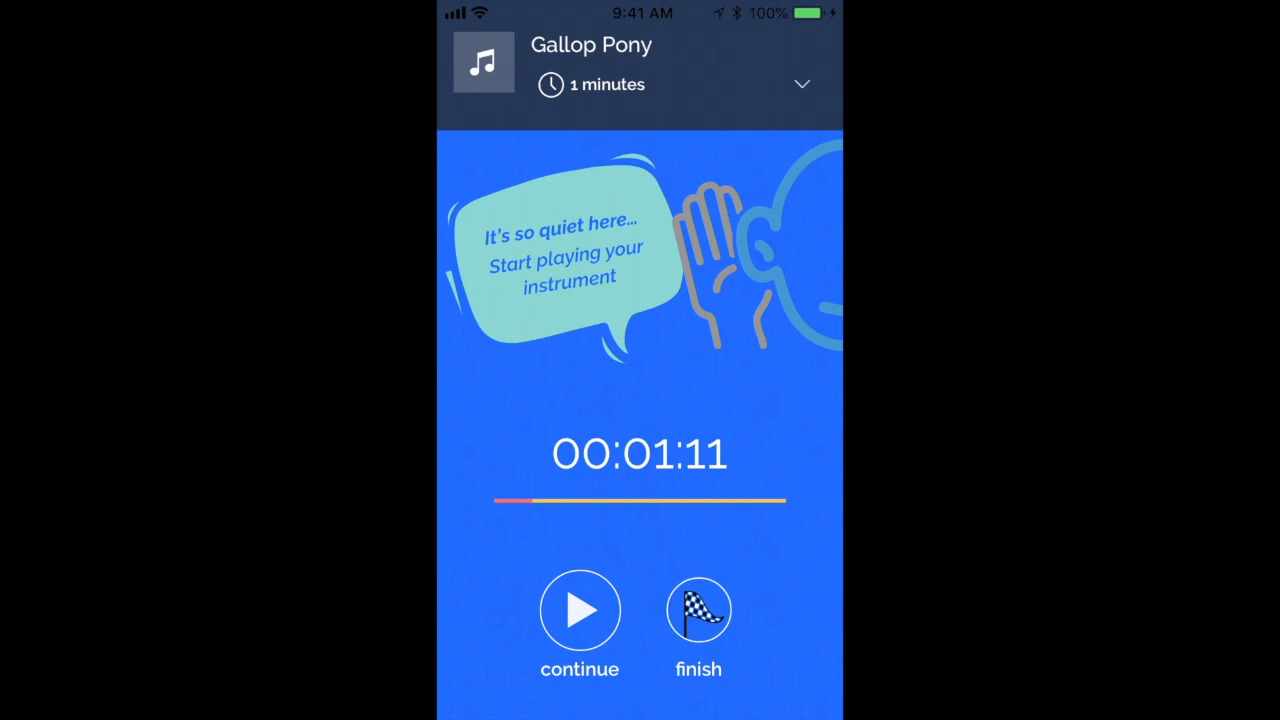 9:41 AM
100%
Gallop Pony
1 minutes
It's so quiet here...
Start playing your
instrument
00:01:11
continue
finish